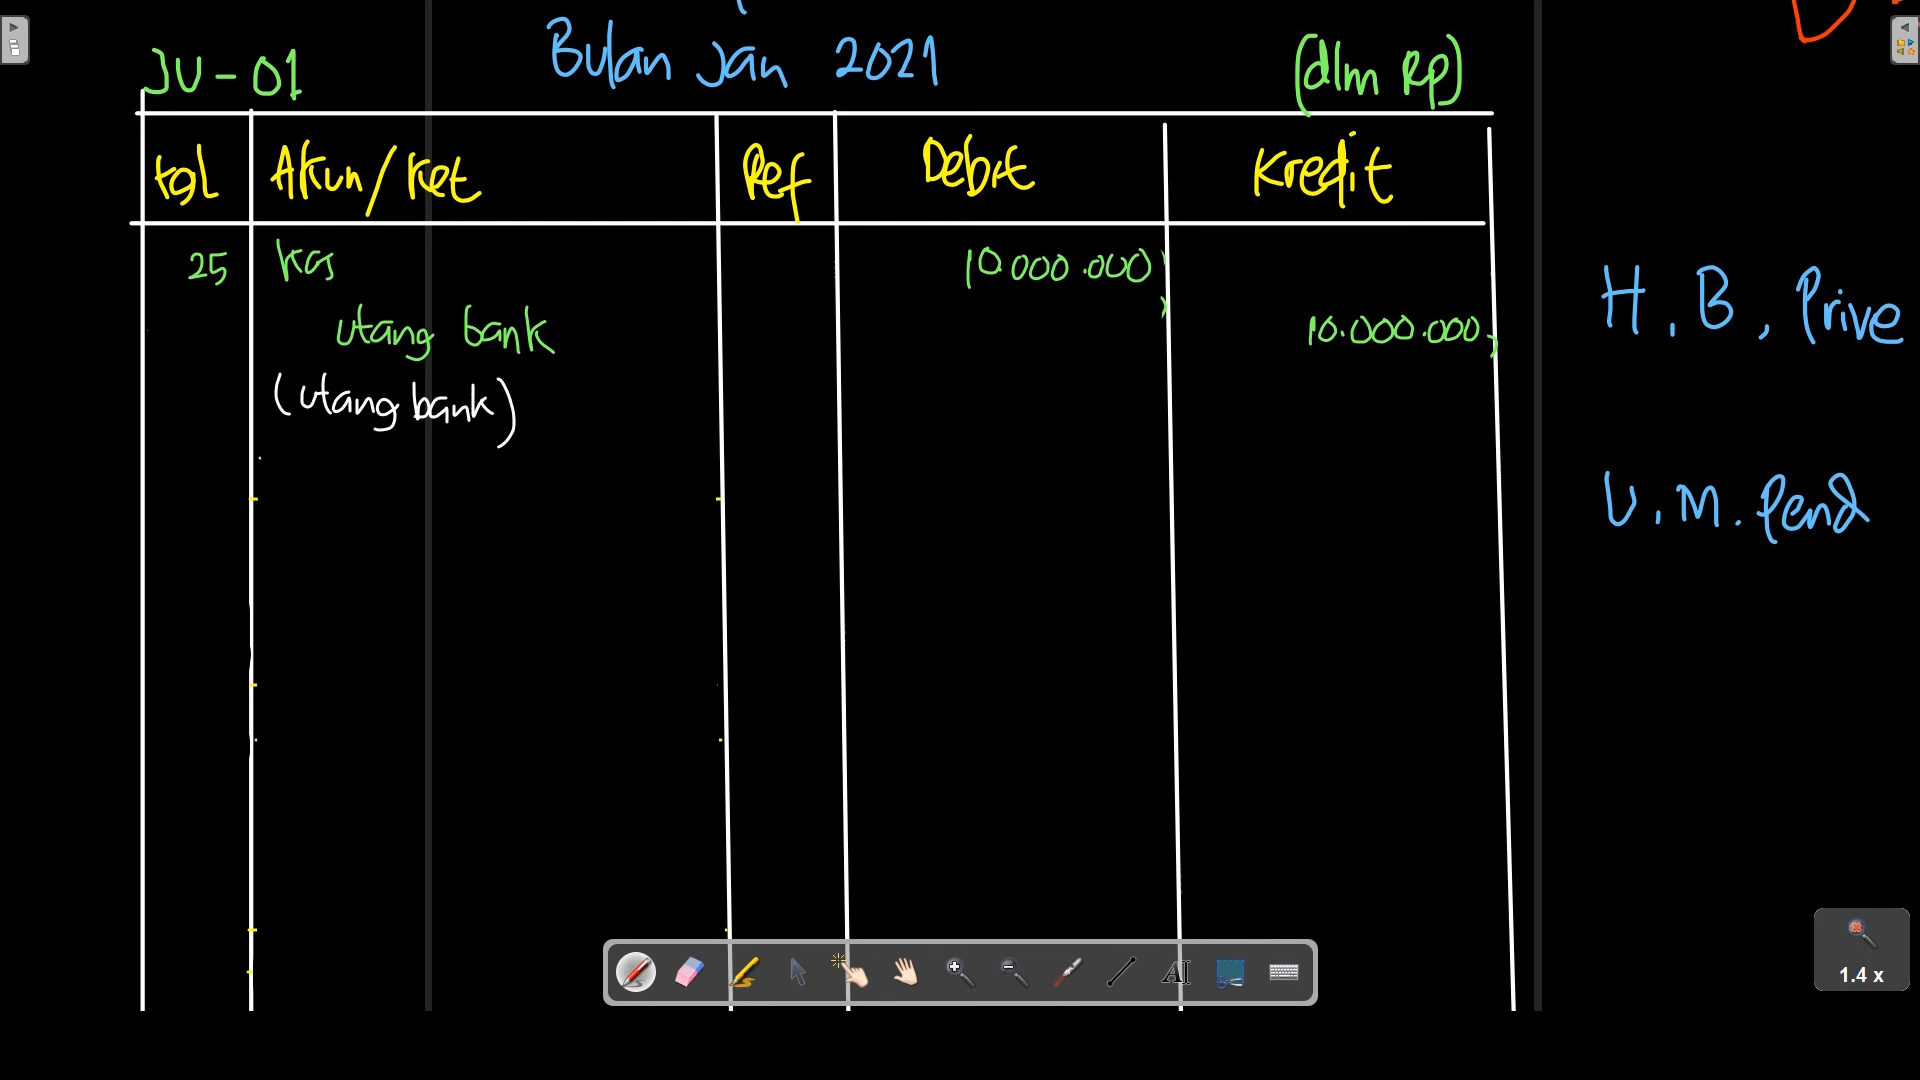 JU-01 Bulan Jan 2021 (dlm Rp)
tgl Akun/Ket Ref Debit Kredit
25 Kas 10.000.000,
utang bank 10.000.000,
(utang bank)
H, B, Prive
U, M. Pend
AI
1.4 x